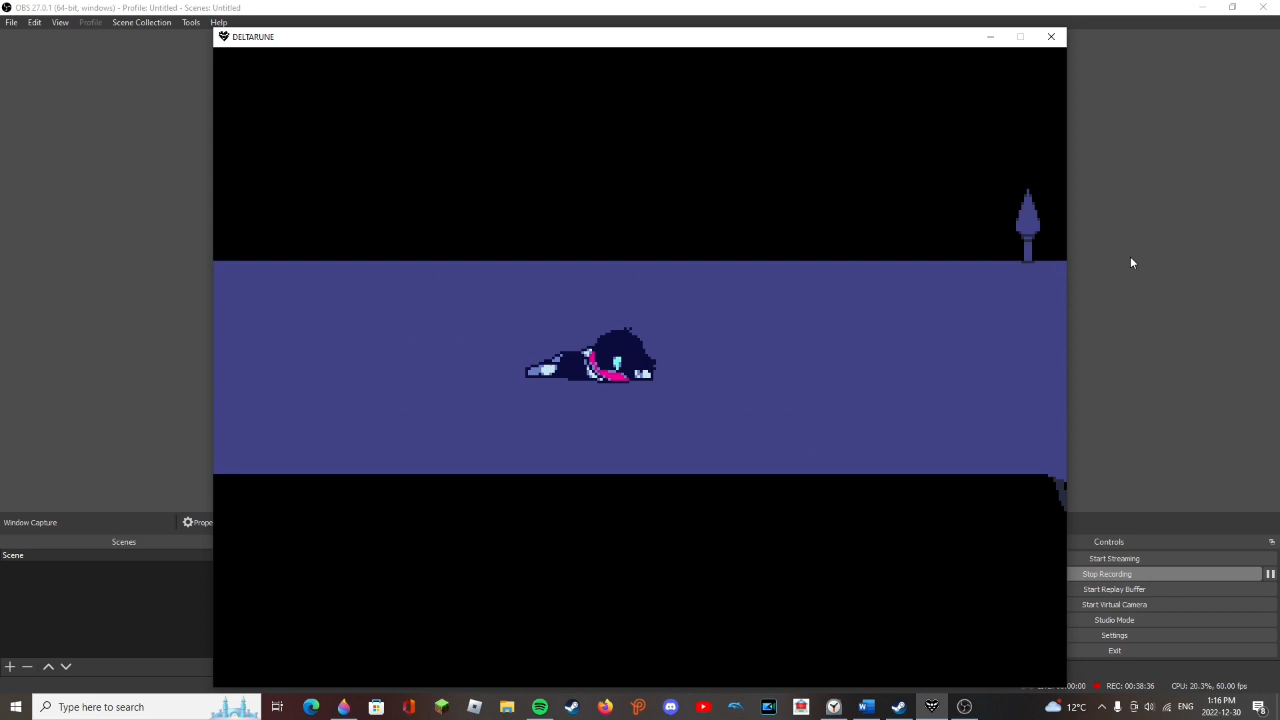 OBS 27.0.1 (64-bit, windows) - Profile: Untitled - Scenes: Untitled
File Edit View Profile Scene Collection Tools Help
DELTARUNE
Window Capture
Prope
Scenes
Controls
Scene
Start Streaming
Stop Recording
Start Replay Buffer
Start Virtual Camera
Studio Mode
Settings
Exit
REC: 00:38:36 CPU: 20.3%, 60.00 fps
Type here to search
12°C
ENG
1:16 PM
2022-12-30
8